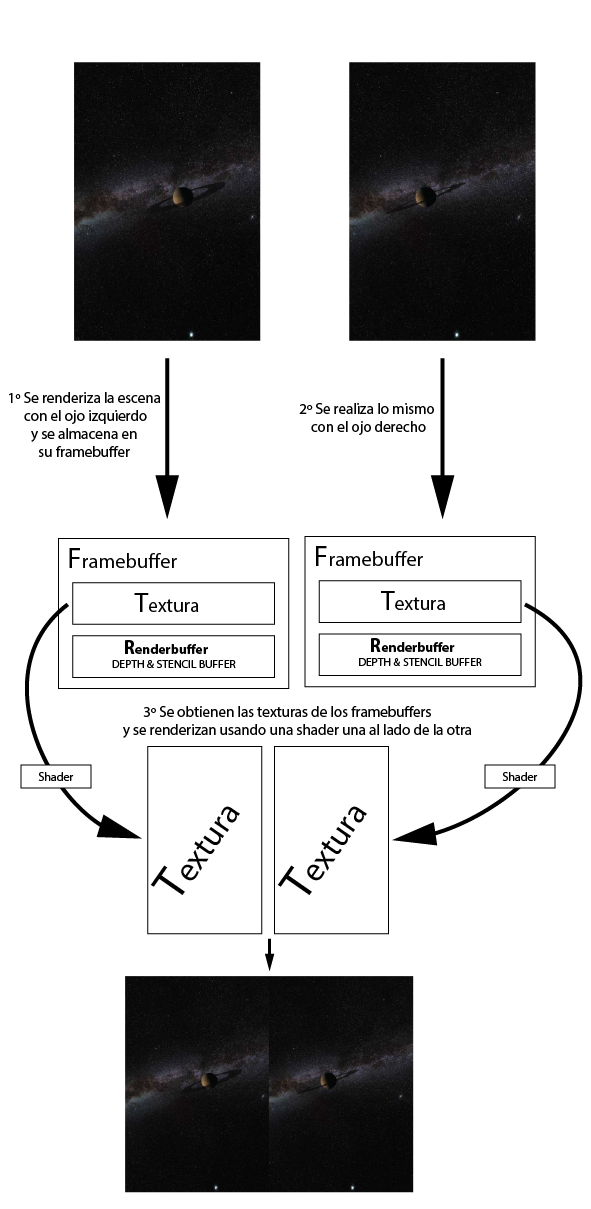 1º Se renderiza la escena
con el ojo izquierdo
y se almacena en
su framebuffer
2º Se realiza lo mismo
con el ojo derecho
Framebuffer
Textura
Renderbuffer
DEPTH & STENCIL BUFFER
Framebuffer
Textura
Renderbuffer
DEPTH & STENCIL BUFFER
3º Se obtienen las texturas de los framebuffers
y se renderizan usando una shader una al lado de la otra
Shader
Shader
Textura
Textura